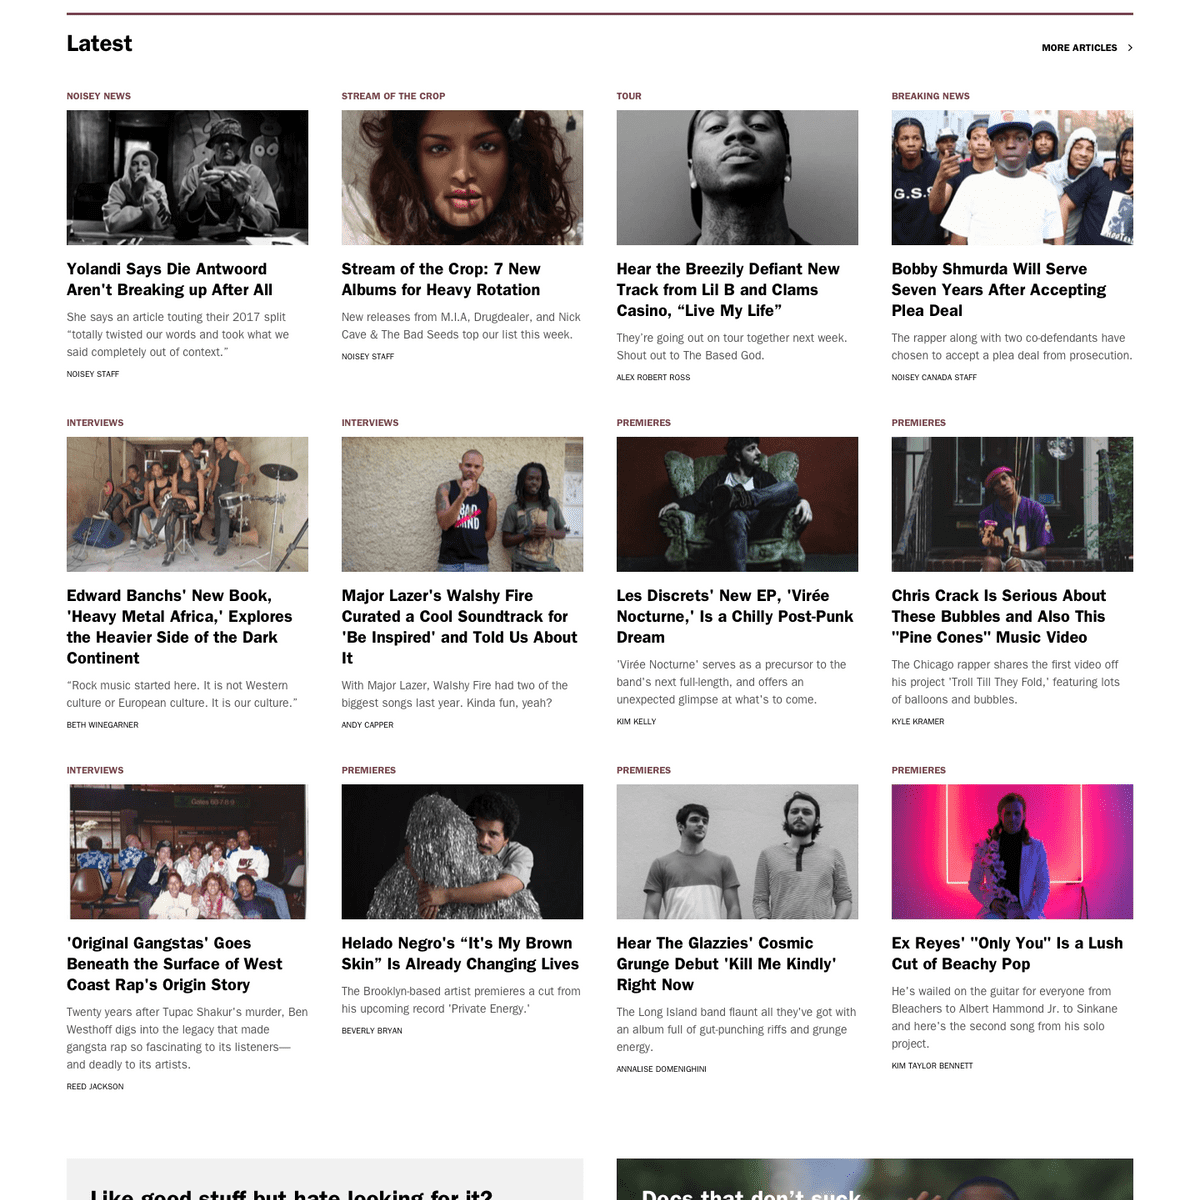 Latest
MORE ARTICLES
NOISEY NEWS
Yolandi Says Die Antwoord
Aren't Breaking up After All
She says an article touting their 2017 split
“totally twisted our words and took what we
said completely out of context.”
NOISEY STAFF
STREAM OF THE CROP
Stream of the Crop: 7 New
Albums for Heavy Rotation
New releases from M.I.A, Drugdealer, and Nick
Cave & The Bad Seeds top our list this week.
NOISEY STAFF
TOUR
Hear the Breezily Defiant New
Track from Lil B and Clams
Casino, “Live My Life”
They're going out on tour together next week.
Shout out to The Based God.
ALEX ROBERT ROSS
BREAKING NEWS
G.S.
Bobby Shmurda Will Serve
Seven Years After Accepting
Plea Deal
The rapper along with two co-defendants have
chosen to accept a plea deal from prosecution.
NOISEY CANADA STAFF
INTERVIEWS
Edward Banchs' New Book,
'Heavy Metal Africa,' Explores
the Heavier Side of the Dark
Continent
“Rock music started here. It is not Western
culture or European culture. It is our culture.”
BETH WINEGARNER
INTERVIEWS
BAD
MIND
Major Lazer's Walshy Fire
Curated a Cool Soundtrack for
'Be Inspired' and Told Us About
It
With Major Lazer, Walshy Fire had two of the
biggest songs last year. Kinda fun, yeah?
ANDY CAPPER
PREMIERES
Les Discrets' New EP, 'Virée
Nocturne,' Is a Chilly Post-Punk
Dream
'Virée Nocturne' serves as a precursor to the
band's next full-length, and offers an
unexpected glimpse at what's to come.
KIM KELLY
PREMIERES
11
Chris Crack Is Serious About
These Bubbles and Also This
"Pine Cones" Music Video
The Chicago rapper shares the first video off
his project 'Troll Till They Fold,' featuring lots
of balloons and bubbles.
KYLE KRAMER
INTERVIEWS
NIKE
'Original Gangstas' Goes
Beneath the Surface of West
Coast Rap's Origin Story
Twenty years after Tupac Shakur's murder, Ben
Westhoff digs into the legacy that made
gangsta rap so fascinating to its listeners—
and deadly to its artists.
REED JACKSON
PREMIERES
Helado Negro's “It's My Brown
Skin” Is Already Changing Lives
The Brooklyn-based artist premieres a cut from
his upcoming record 'Private Energy.'
BEVERLY BRYAN
PREMIERES
Hear The Glazzies' Cosmic
Grunge Debut 'Kill Me Kindly'
Right Now
The Long Island band flaunt all they've got with
an album full of gut-punching riffs and grunge
energy.
ANNALISE DOMENIGHINI
PREMIERES
Ex Reyes' "Only You" Is a Lush
Cut of Beachy Pop
He's wailed on the guitar for everyone from
Bleachers to Albert Hammond Jr. to Sinkane
and here's the second song from his solo
project.
KIM TAYLOR BENNETT
Like good stuff but hate looking for it?
Docs that don't suck